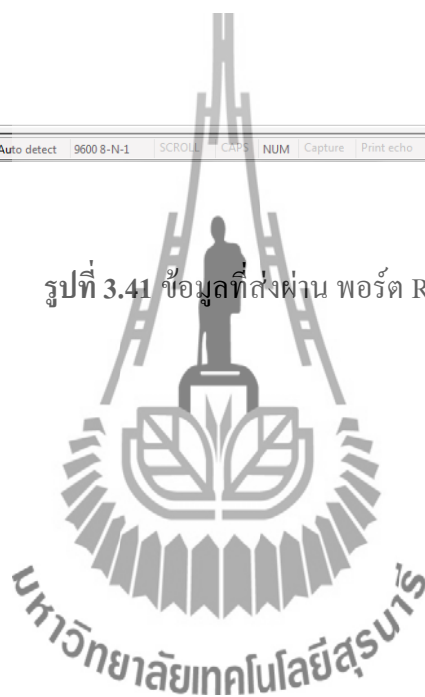 Auto detect 9600 8-N-1 SCROLL CAPS NUM Capture Print echo
รูปที่ 3.41 ข้อมูลที่ส่งผ่าน พอร์ต R
มหาวิทยาลัยเทคโนโลยีสุรนารี